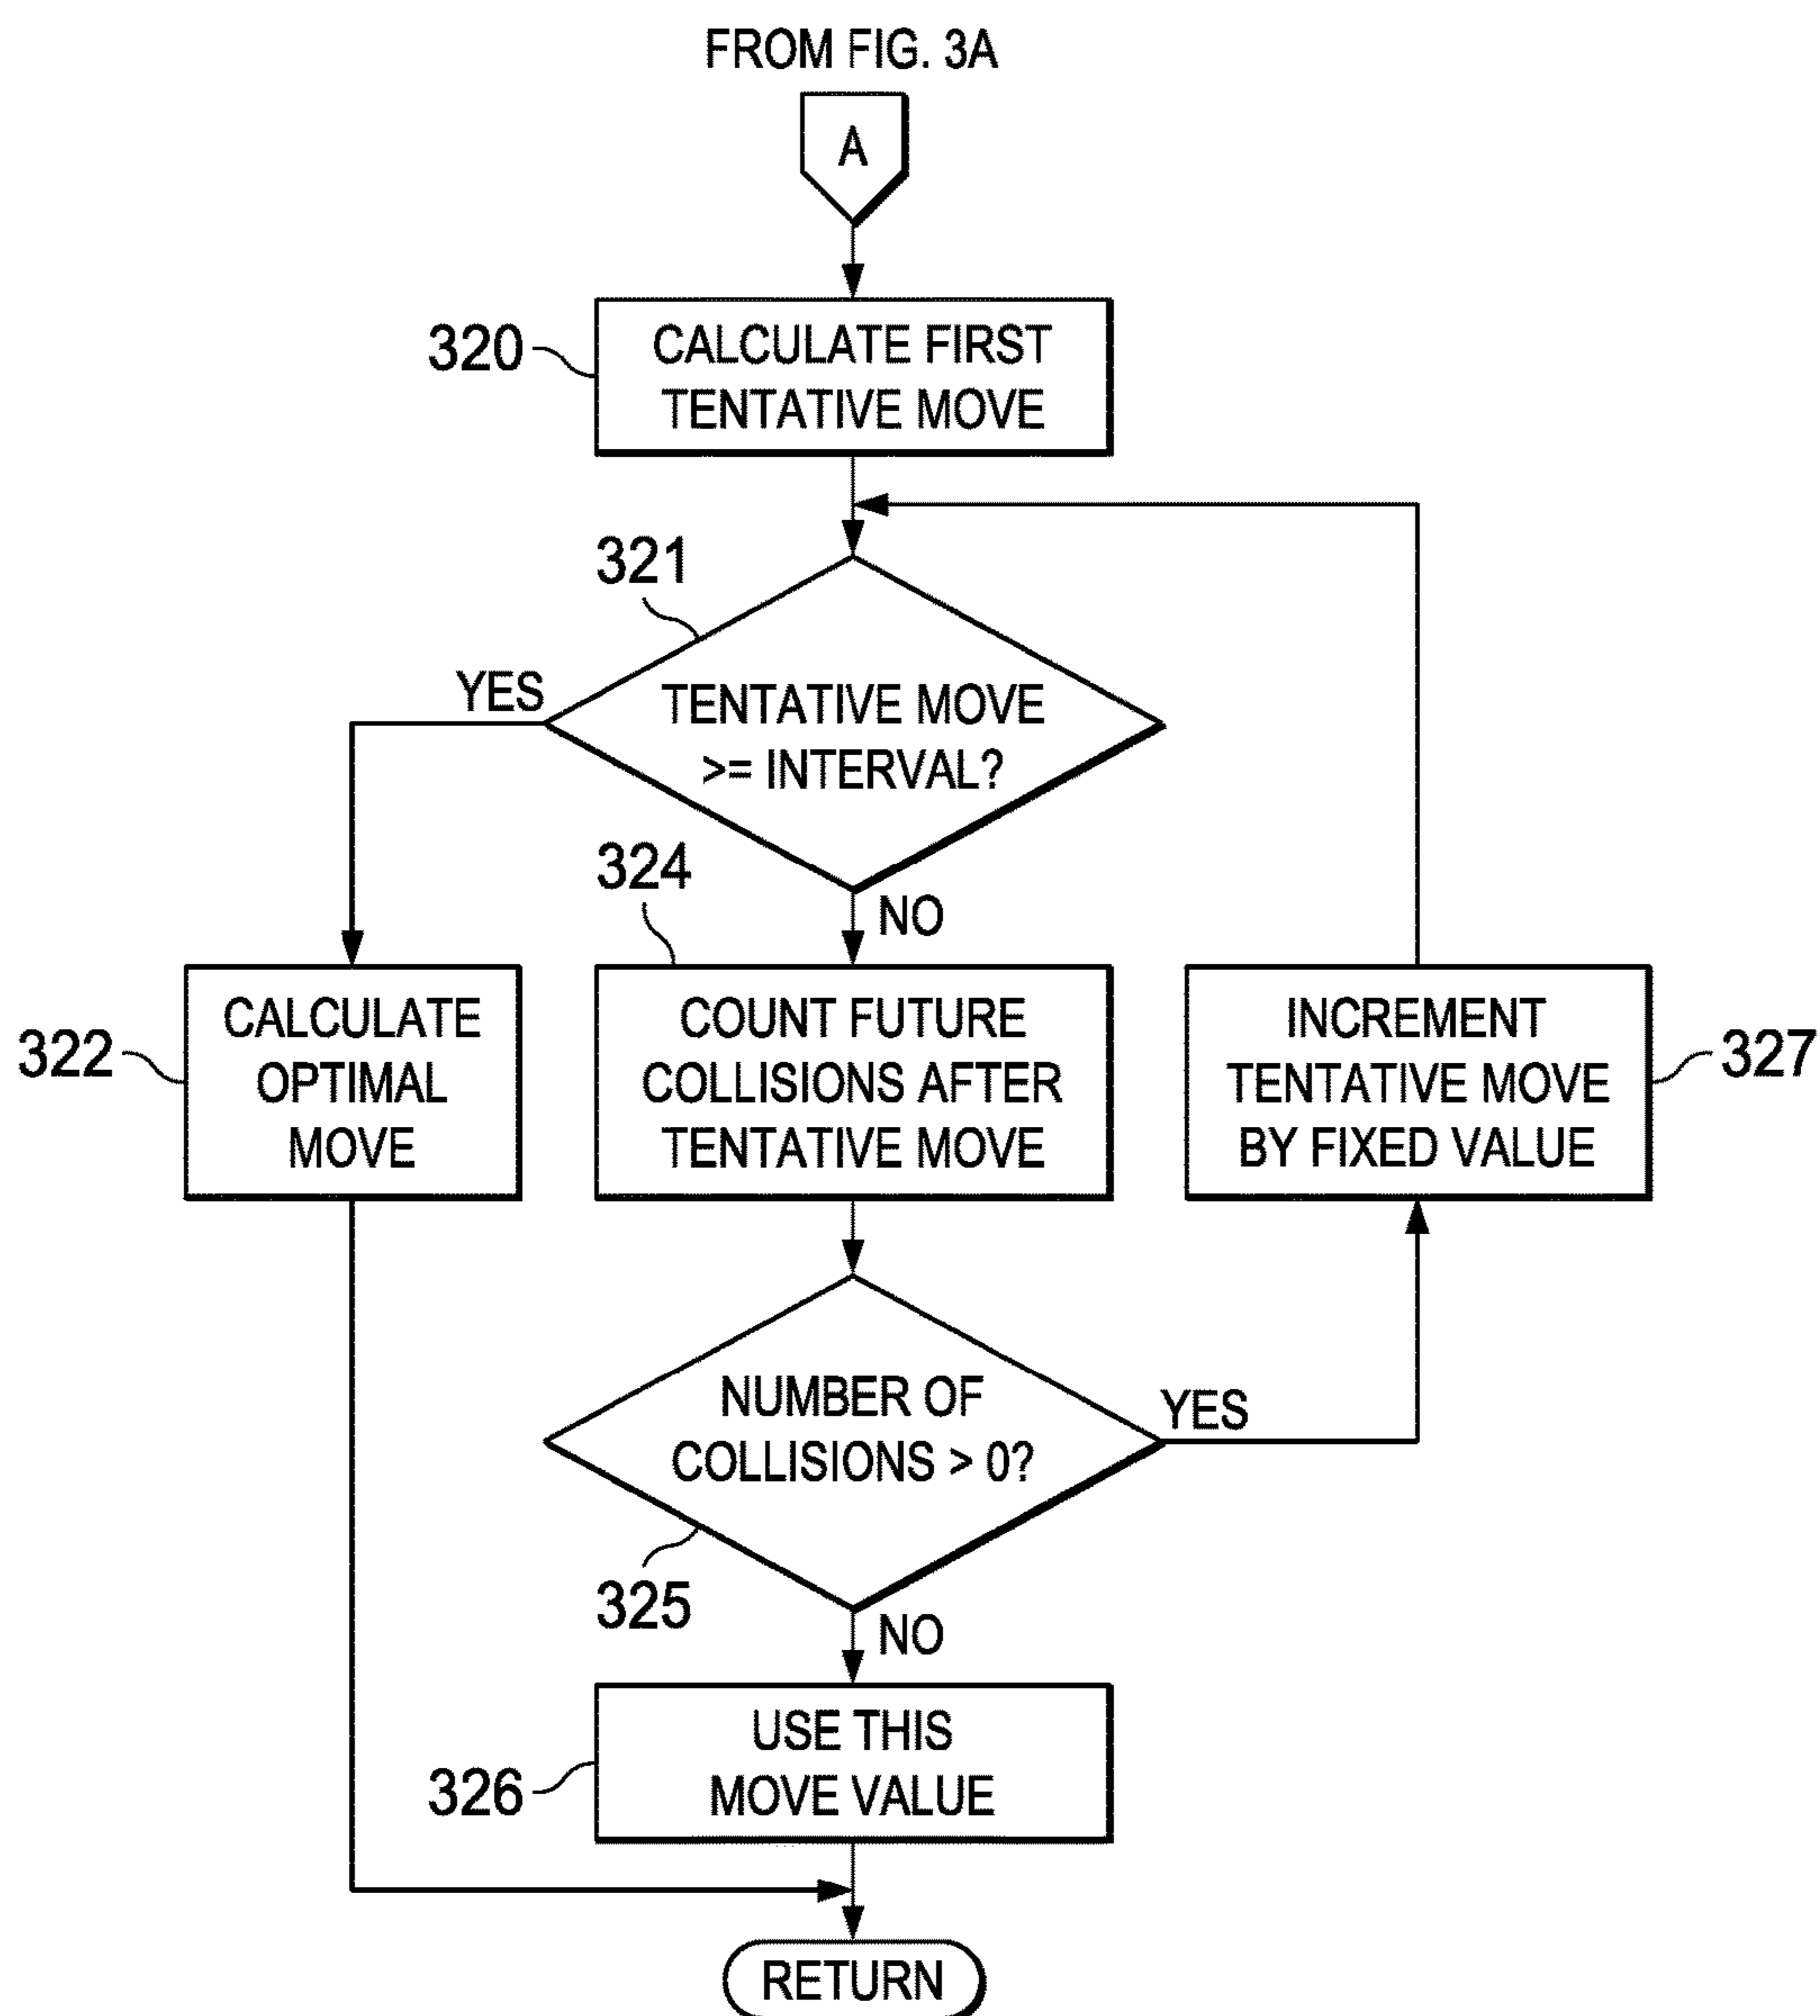 FROM FIG. 3A
A
320
CALCULATE FIRST
TENTATIVE MOVE
321
YES
TENTATIVE MOVE
>= INTERVAL?
NO
322
CALCULATE
OPTIMAL
MOVE
324
COUNT FUTURE
COLLISIONS AFTER
TENTATIVE MOVE
INCREMENT
TENTATIVE MOVE
BY FIXED VALUE
327
NUMBER OF
COLLISIONS > 0?
YES
325
NO
326
USE THIS
MOVE VALUE
RETURN